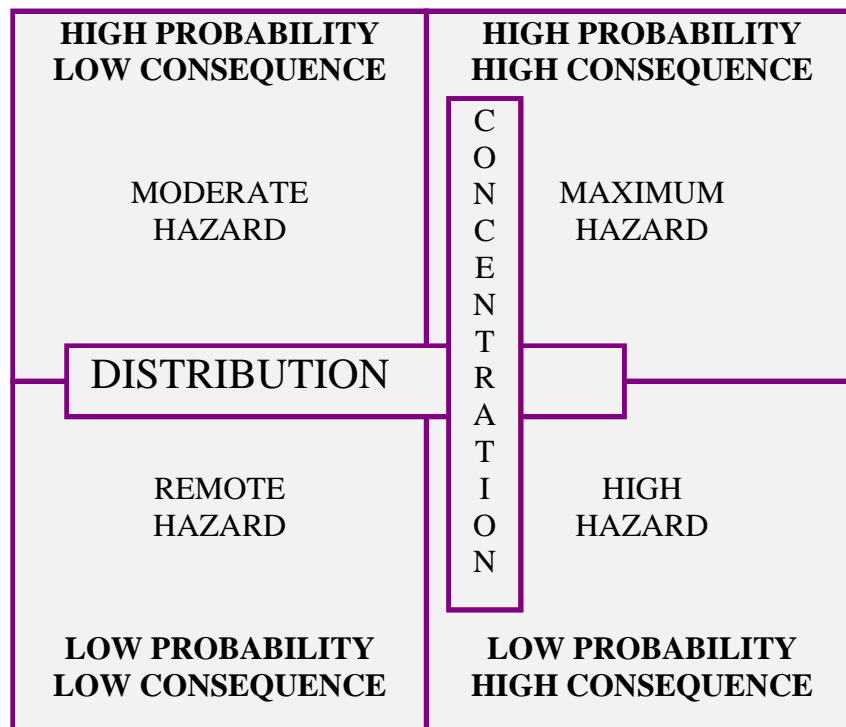 HIGH PROBABILITY
LOW CONSEQUENCE
HIGH PROBABILITY
HIGH CONSEQUENCE
MODERATE
HAZARD
CONCENTRATION
MAXIMUM
HAZARD
DISTRIBUTION
REMOTE
HAZARD
HIGH
HAZARD
LOW PROBABILITY
LOW CONSEQUENCE
LOW PROBABILITY
HIGH CONSEQUENCE